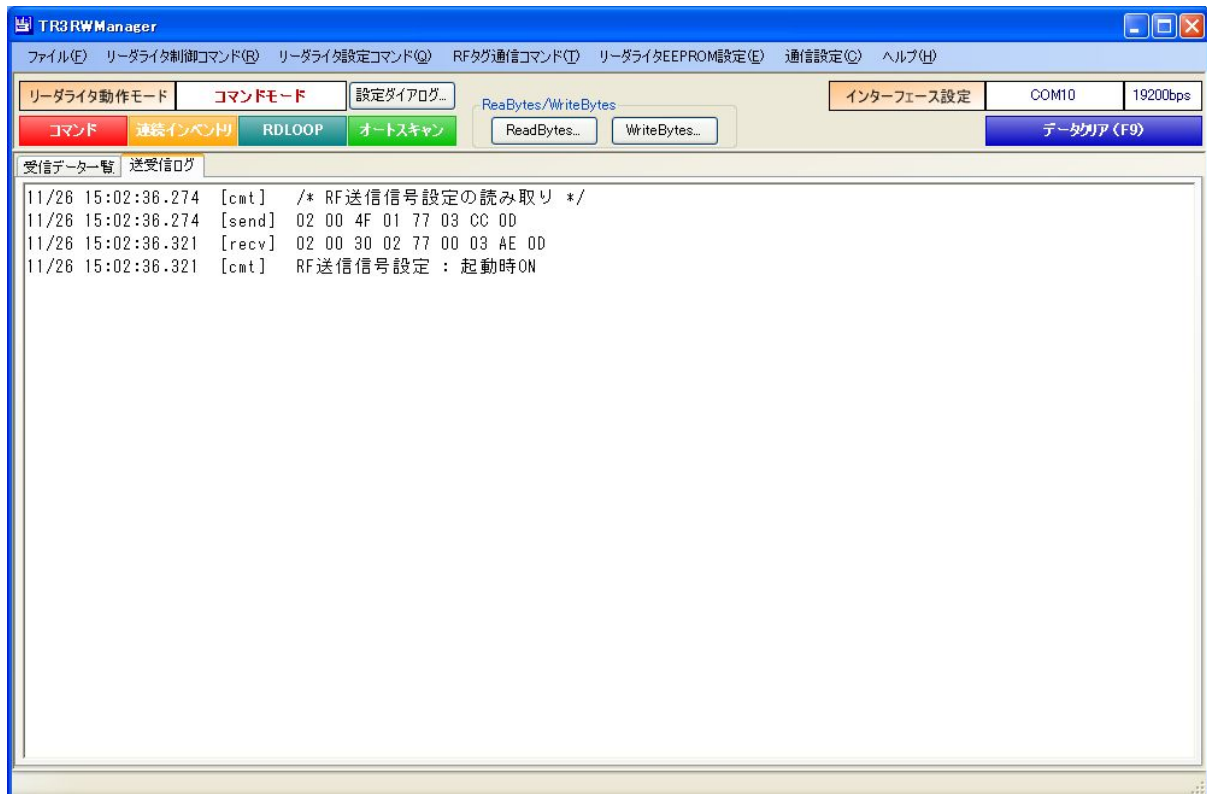 TR3RWManager
ファイル(F) リーダライタ制御コマンド(R) リーダライタ設定コマンド(Q) RFタグ通信コマンド(T) リーダライタEEPROM設定(E) 通信設定(C) ヘルプ(H)
リーダライタ動作モード コマンドモード 設定ダイアログ... ReaBytes/WriteBytes インターフェース設定 COM10 19200bps
コマンド 連続インベントリ RDLOOP オートスキャン ReadBytes... WriteBytes... データクリア(F9)
受信データ一覧 送受信ログ
11/26 15:02:36.274 [cmt] /* RF送信信号設定の読み取り */
11/26 15:02:36.274 [send] 02 00 4F 01 77 03 CC 0D
11/26 15:02:36.321 [recv] 02 00 30 02 77 00 03 AE 0D
11/26 15:02:36.321 [cmt] RF送信信号設定 : 起動時ON